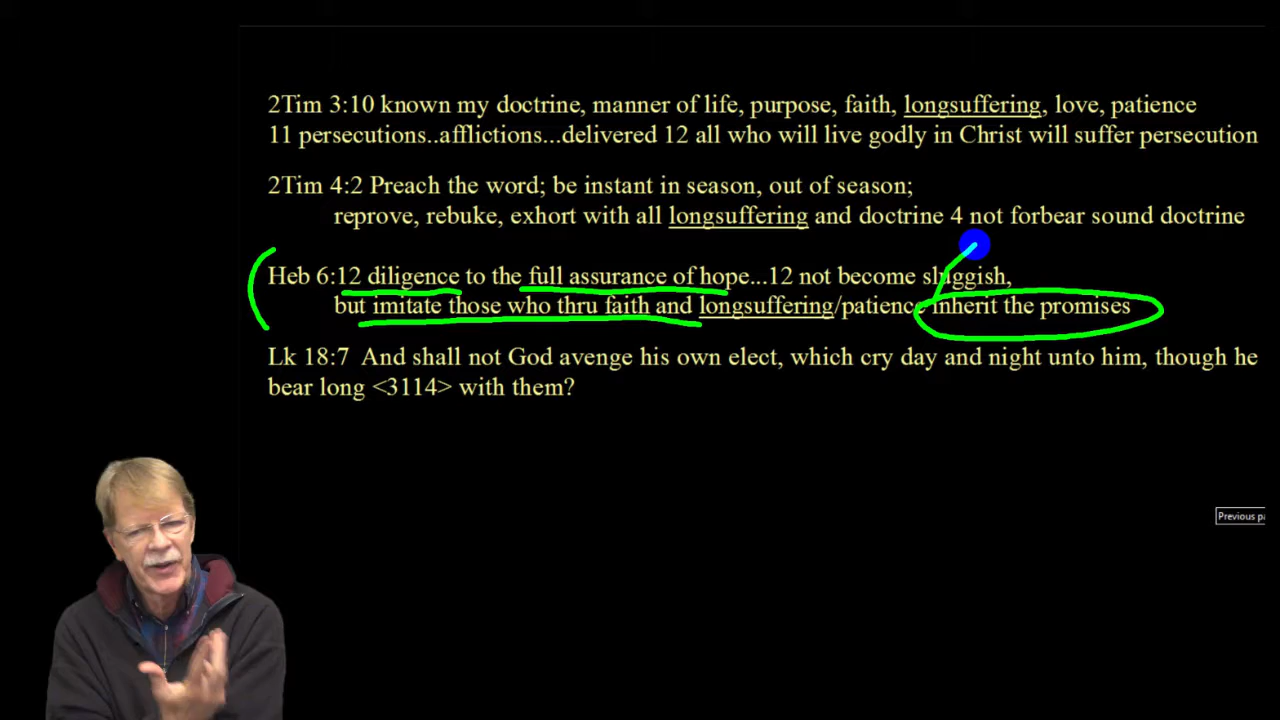 2Tim 3:10 known my doctrine, manner of life, purpose, faith, longsuffering, love, patience
11 persecutions..afflictions...delivered 12 all who will live godly in Christ will suffer persecution
2Tim 4:2 Preach the word; be instant in season, out of season;
reprove, rebuke, exhort with all longsuffering and doctrine 4 not forbear sound doctrine
Heb 6:12 diligence to the full assurance of hope...12 not become sluggish,
but imitate those who thru faith and longsuffering/patience inherit the promises
Lk 18:7 And shall not God avenge his own elect, which cry day and night unto him, though he
bear long <3114> with them?
Previous pa